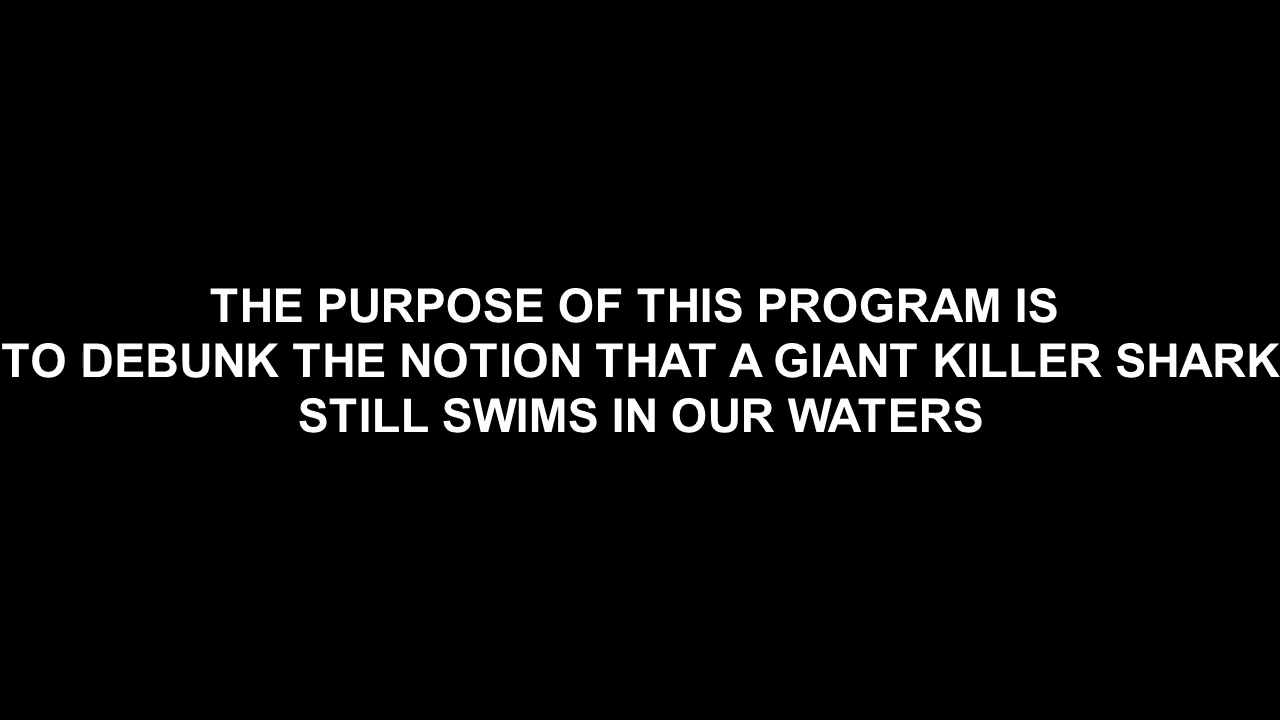 THE PURPOSE OF THIS PROGRAM IS
TO DEBUNK THE NOTION THAT A GIANT KILLER SHARK
STILL SWIMS IN OUR WATERS